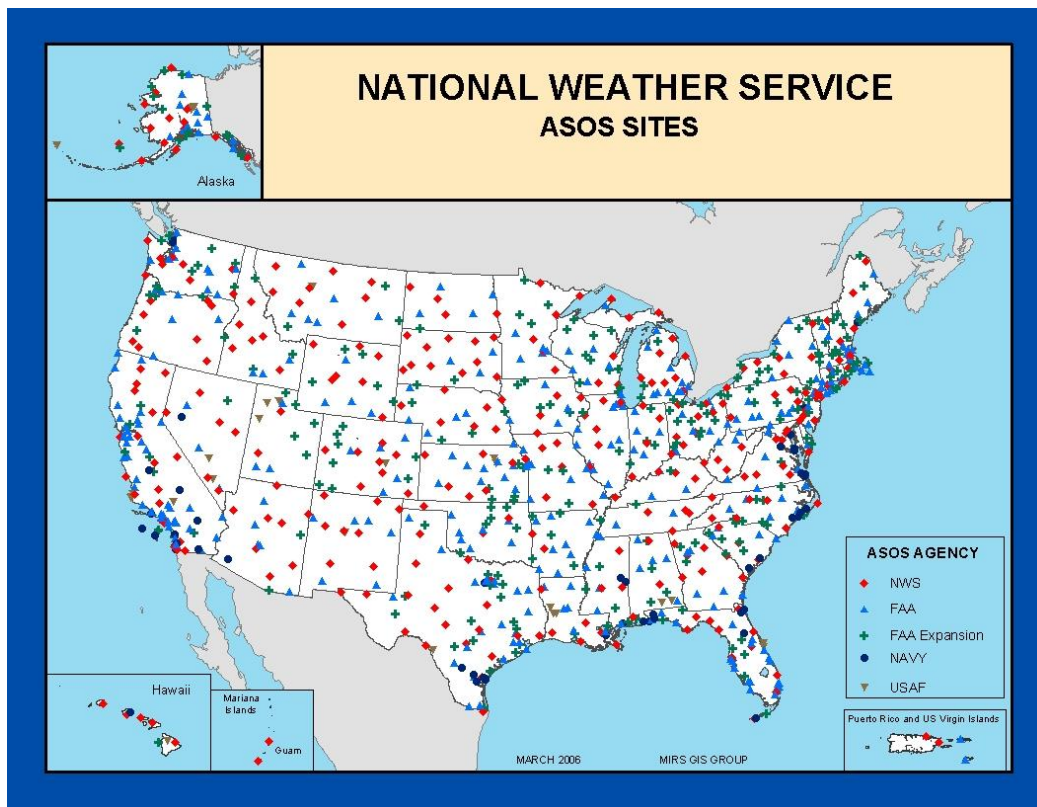 NATIONAL WEATHER SERVICE
ASOS SITES
Alaska
ASOS AGENCY
NWS
FAA
FAA Expansion
NAVY
USAF
Hawaii
Mariana
Islands
Guam
Puerto Rico and US Virgin Islands
MARCH 2006
MIRS GIS GROUP